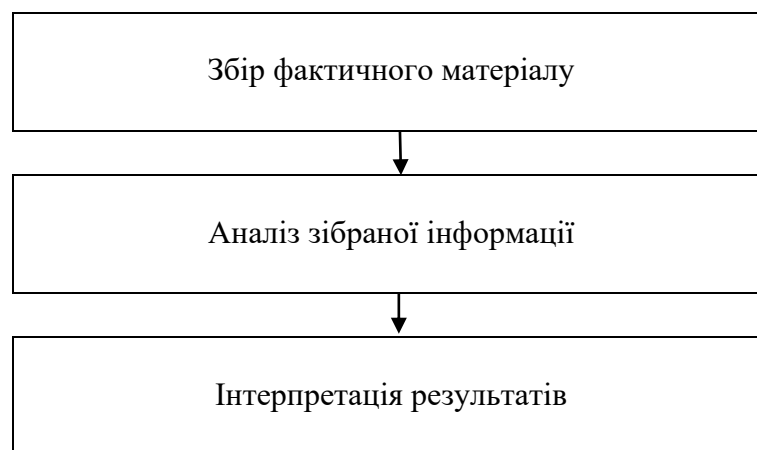 Збір фактичного матеріалу
Аналіз зібраної інформації
Інтерпретація результатів